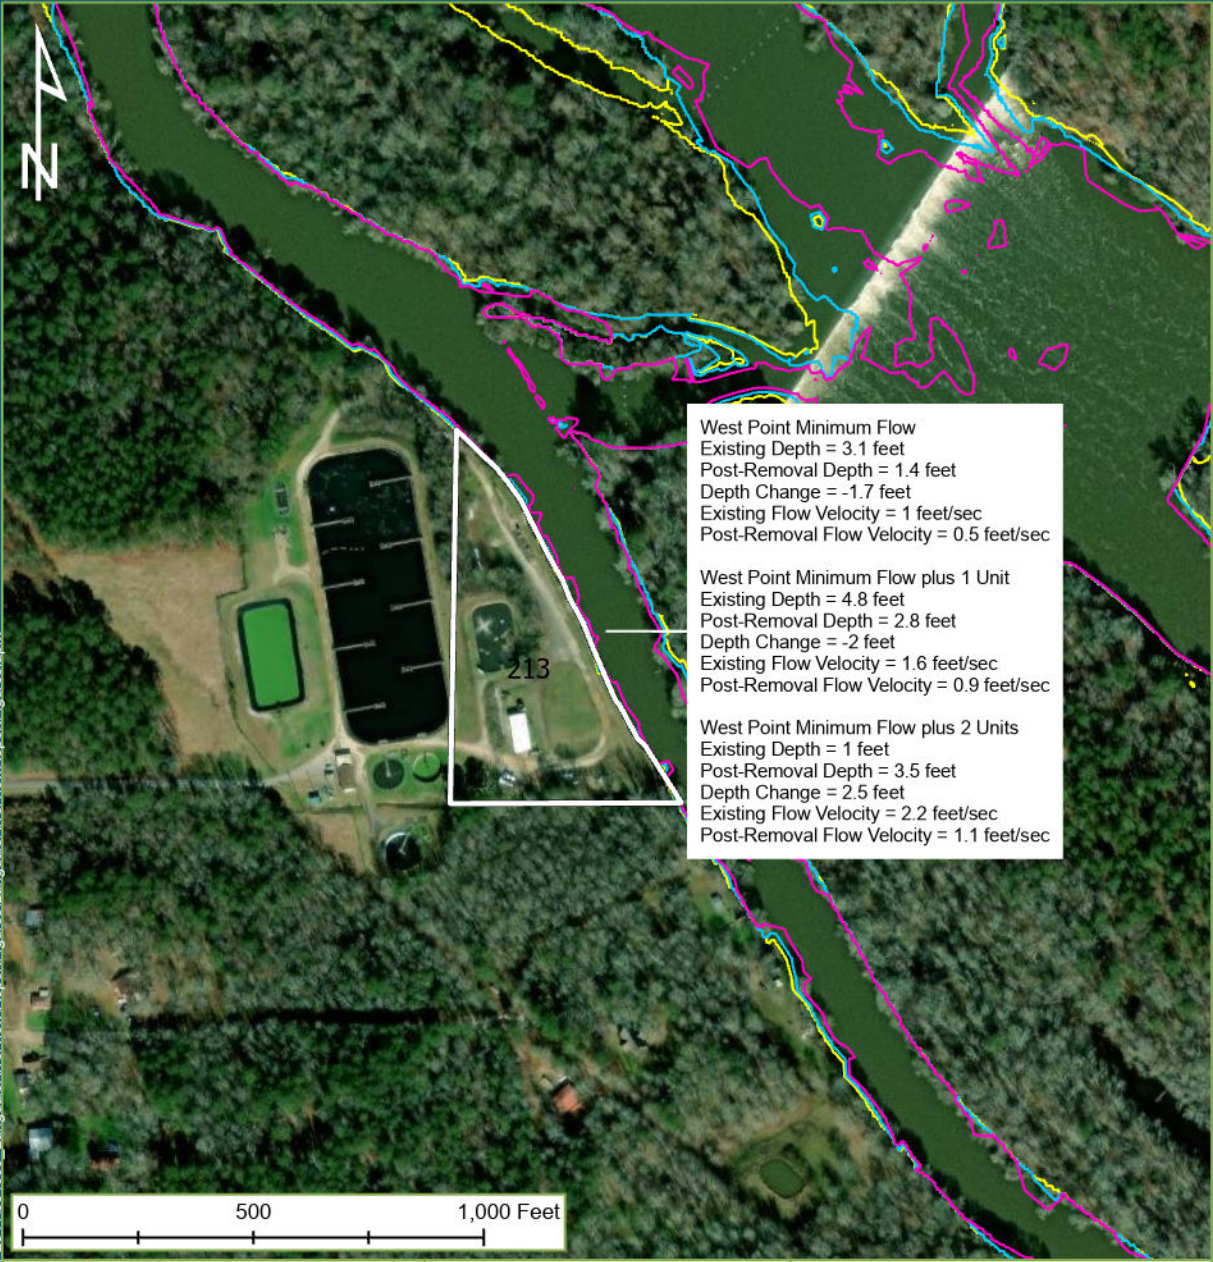 N
West Point Minimum Flow
Existing Depth = 3.1 feet
Post-Removal Depth = 1.4 feet
Depth Change = -1.7 feet
Existing Flow Velocity = 1 feet/sec
Post-Removal Flow Velocity = 0.5 feet/sec
West Point Minimum Flow plus 1 Unit
Existing Depth = 4.8 feet
Post-Removal Depth = 2.8 feet
Depth Change = -2 feet
Existing Flow Velocity = 1.6 feet/sec
Post-Removal Flow Velocity = 0.9 feet/sec
West Point Minimum Flow plus 2 Units
Existing Depth = 1 feet
Post-Removal Depth = 3.5 feet
Depth Change = 2.5 feet
Existing Flow Velocity = 2.2 feet/sec
Post-Removal Flow Velocity = 1.1 feet/sec
213
0 500 1,000 Feet